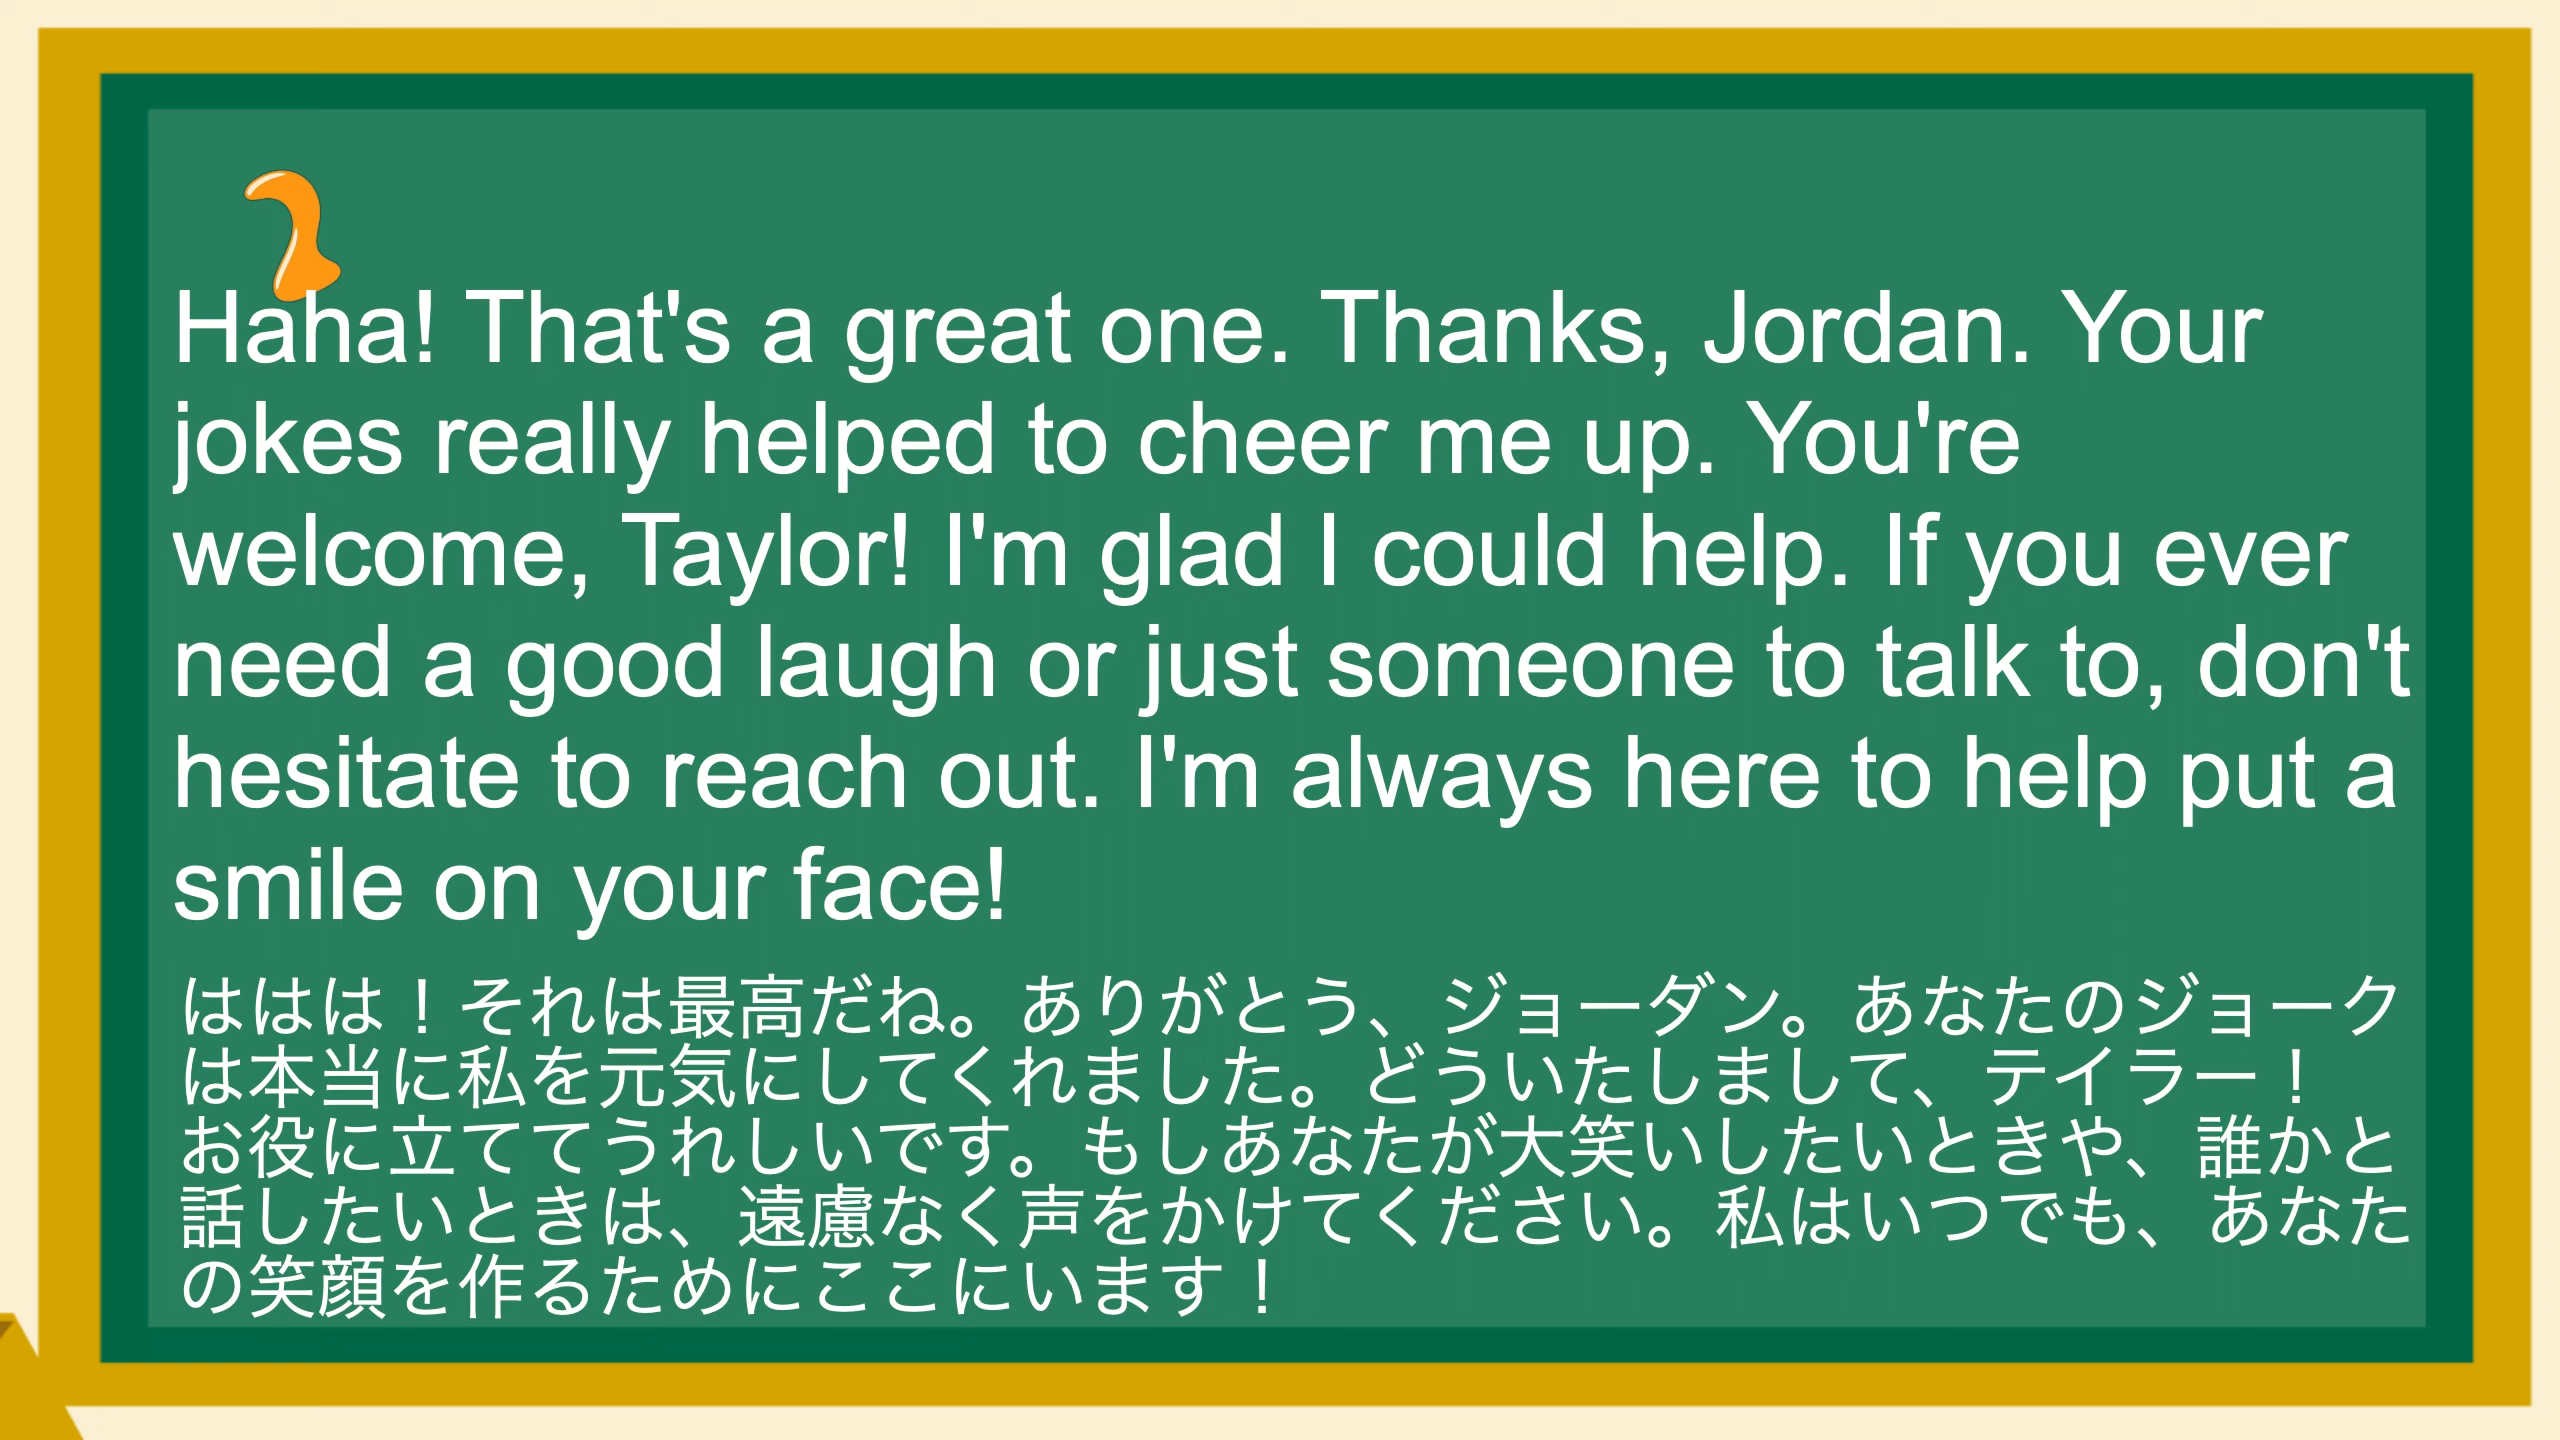 Haha! That's a great one. Thanks, Jordan. Your
jokes really helped to cheer me up. You're
welcome, Taylor! I'm glad I could help. If you ever
need a good laugh or just someone to talk to, don't
hesitate to reach out. I'm always here to help put a
smile on your face!
ははは！それは最高だね。ありがとう、ジョーダン。あなたのジョーク
は本当に私を元気にしてくれました。どういたしまして、テイラー！
お役に立ててうれしいです。もしあなたが大笑いしたいときや、誰かと
話したいときは、遠慮なく声をかけてください。私はいつでも、あなた
の笑顔を作るためにここにいます！